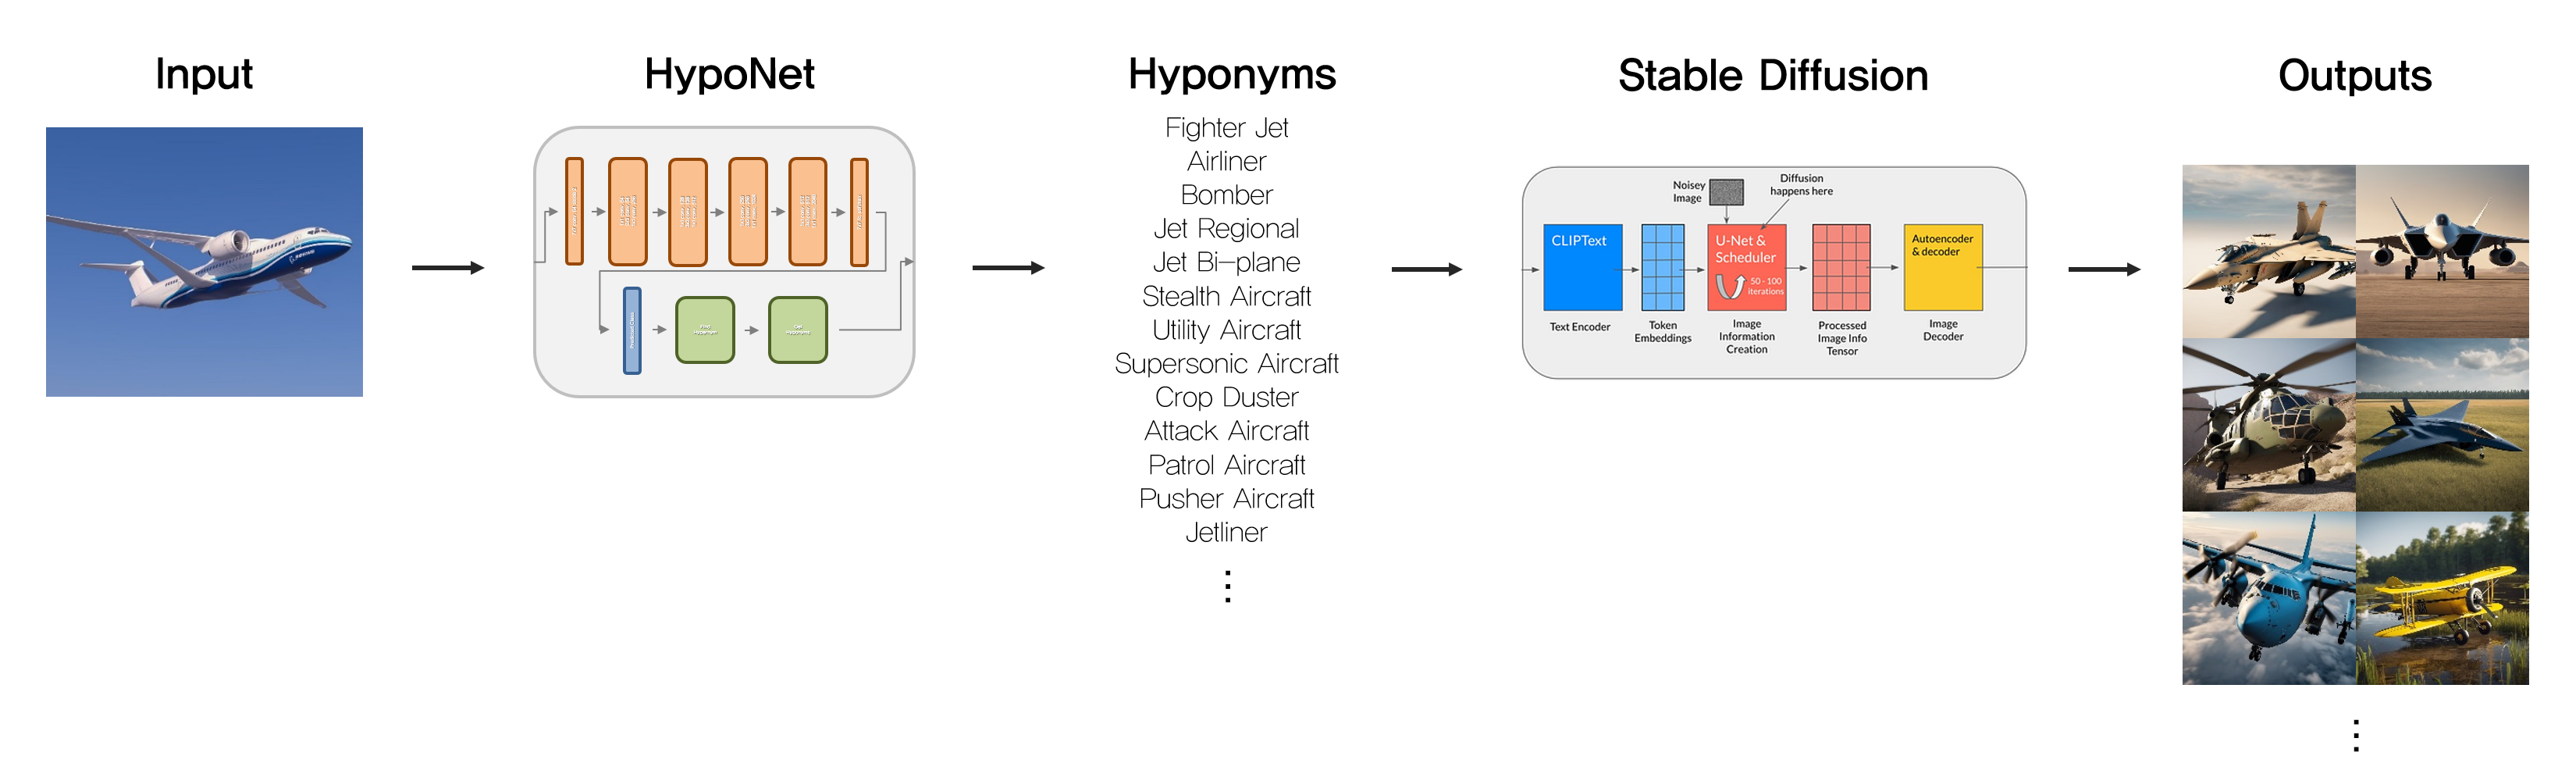 Input
HypoNet
Hyponyms
Stable Diffusion
Outputs
Fighter Jet
Airliner
Bomber
Jet Regional
Jet Bi-plane
Stealth Aircraft
Utility Aircraft
Supersonic Aircraft
Crop Duster
Attack Aircraft
Patrol Aircraft
Pusher Aircraft
Jetliner
Noisey
Image
Diffusion
happens here
CLIPText
U-Net &
Scheduler
50 - 100
iterations
Autoencoder
& decoder
Text Encoder
Token
Embeddings
Image
Information
Creation
Processed
Image Info
Tensor
Image
Decoder